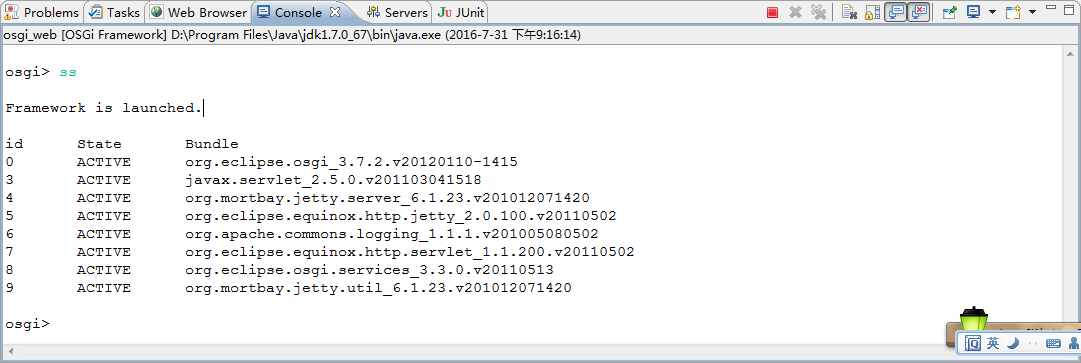 Problems Tasks Web Browser Console Servers JUnit
osgi_web [OSGi Framework] D:\Program Files\Java\jdk1.7.0_67\bin\java.exe (2016-7-31 下午9:16:14)
osgi> ss
Framework is launched.
id State Bundle
0 ACTIVE org.eclipse.osgi_3.7.2.v20120110-1415
3 ACTIVE javax.servlet_2.5.0.v201103041518
4 ACTIVE org.mortbay.jetty.server_6.1.23.v201012071420
5 ACTIVE org.eclipse.equinox.http.jetty_2.0.100.v20110502
6 ACTIVE org.apache.commons.logging_1.1.1.v201005080502
7 ACTIVE org.eclipse.equinox.http.servlet_1.1.200.v20110502
8 ACTIVE org.eclipse.osgi.services_3.3.0.v20110513
9 ACTIVE org.mortbay.jetty.util_6.1.23.v201012071420
osgi>
英